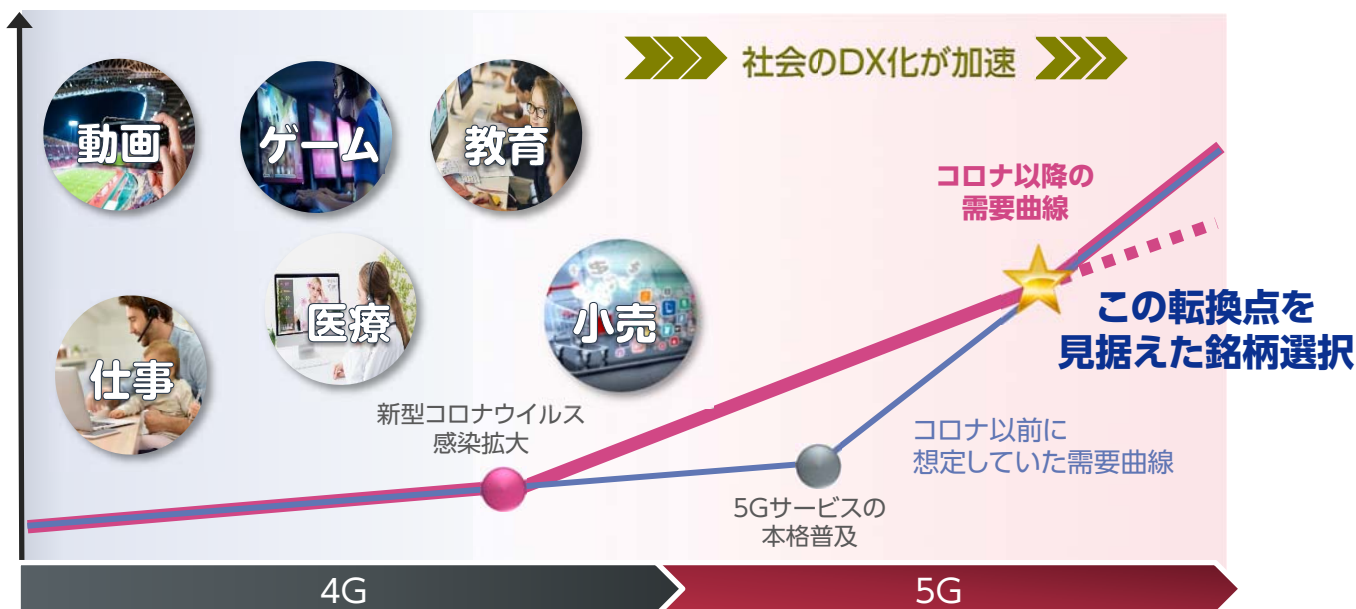 社会のDX化が加速
動画
ゲーム
教育
コロナ以降の
需要曲線
医療
小売
仕事
この転換点を
見据えた銘柄選択
新型コロナウイルス
感染拡大
コロナ以前に
想定していた需要曲線
5Gサービスの
本格普及
4G
5G